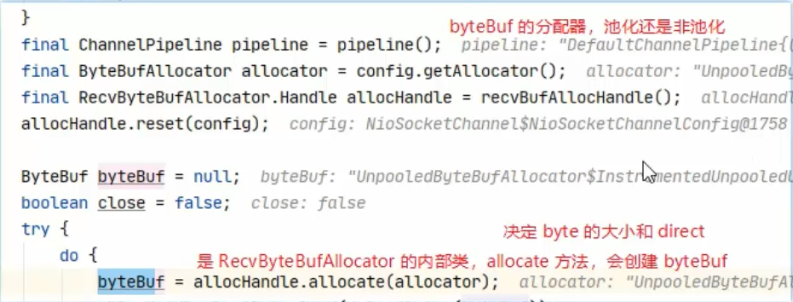 }
byteBuf 的分配器，池化还是非池化
final ChannelPipeline pipeline = pipeline(); pipeline: "DefaultChannelPipeline{(
final ByteBufAllocator allocator = config.getAllocator(); allocator: "UnpooledByt
final RecvByteBufAllocator.Handle allocHandle = recvBufAllocHandle(); allocHandl
allocHandle.reset(config); config: NioSocketChannel$NioSocketChannelConfig@1758
ByteBuf byteBuf = null; byteBuf: "UnpooledByteBufAllocator$InstrumentedUnpooledU
boolean close = false; close: false
try {
决定 byte 的大小和 direct
do {
是 RecvByteBufAllocator 的内部类，allocate 方法，会创建 byteBuf
byteBuf = allocHandle.allocate(allocator); allocator: "UnpooledByteBufAl